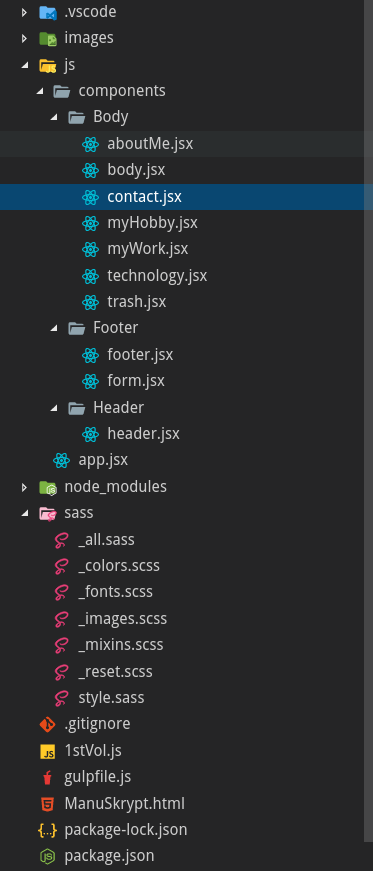 .vscode
images
js
components
Body
aboutMe.jsx
body.jsx
contact.jsx
myHobby.jsx
myWork.jsx
technology.jsx
trash.jsx
Footer
footer.jsx
form.jsx
Header
header.jsx
app.jsx
node_modules
sass
_all.sass
_colors.scss
_fonts.scss
_images.scss
_mixins.scss
_reset.scss
style.sass
.gitignore
JS 1stVol.js
gulpfile.js
ManuSkrypt.html
{..} package-lock.json
package.json